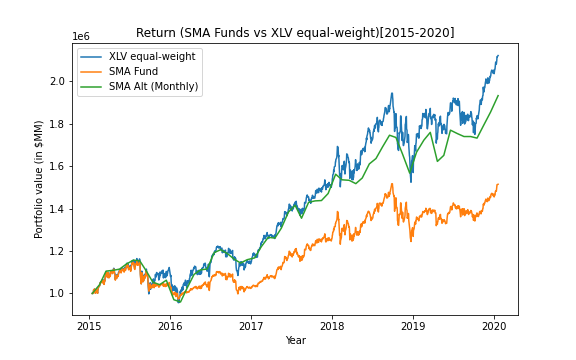 Return (SMA Funds vs XLV equal-weight)[2015-2020]
1e6
XLV equal-weight
SMA Fund
SMA Alt (Monthly)
2.0
1.8
1.6
1.4
1.2
1.0
Portfolio value (in $MM)
2015 2016 2017 2018 2019 2020
Year